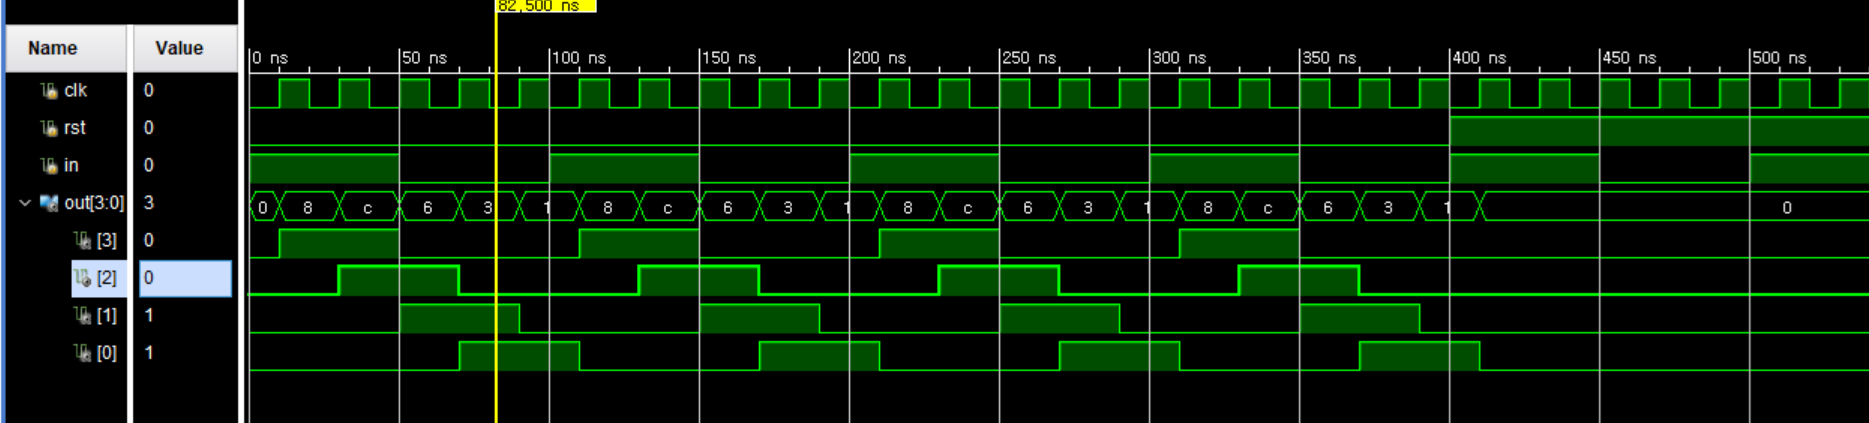 82,500 ns
Name Value
0 ns 50 ns 100 ns 150 ns 200 ns 250 ns 300 ns 350 ns 400 ns 450 ns 500 ns
clk 0
rst 0
in 0
out[3:0] 3 0 8 c 6 3 1 8 c 6 3 1 8 c 6 3 1 8 c 6 3 1 0
[3] 0
[2] 0
[1] 1
[0] 1